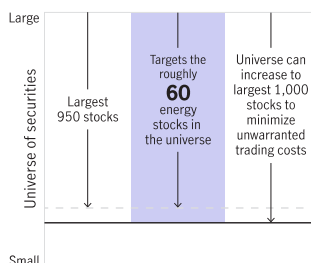 Large
Universe of securities
Largest
950 stocks
Targets the
roughly
60
energy
stocks in
the universe
Universe can
increase to
largest 1,000
stocks to
minimize
unwarranted
trading costs
Small